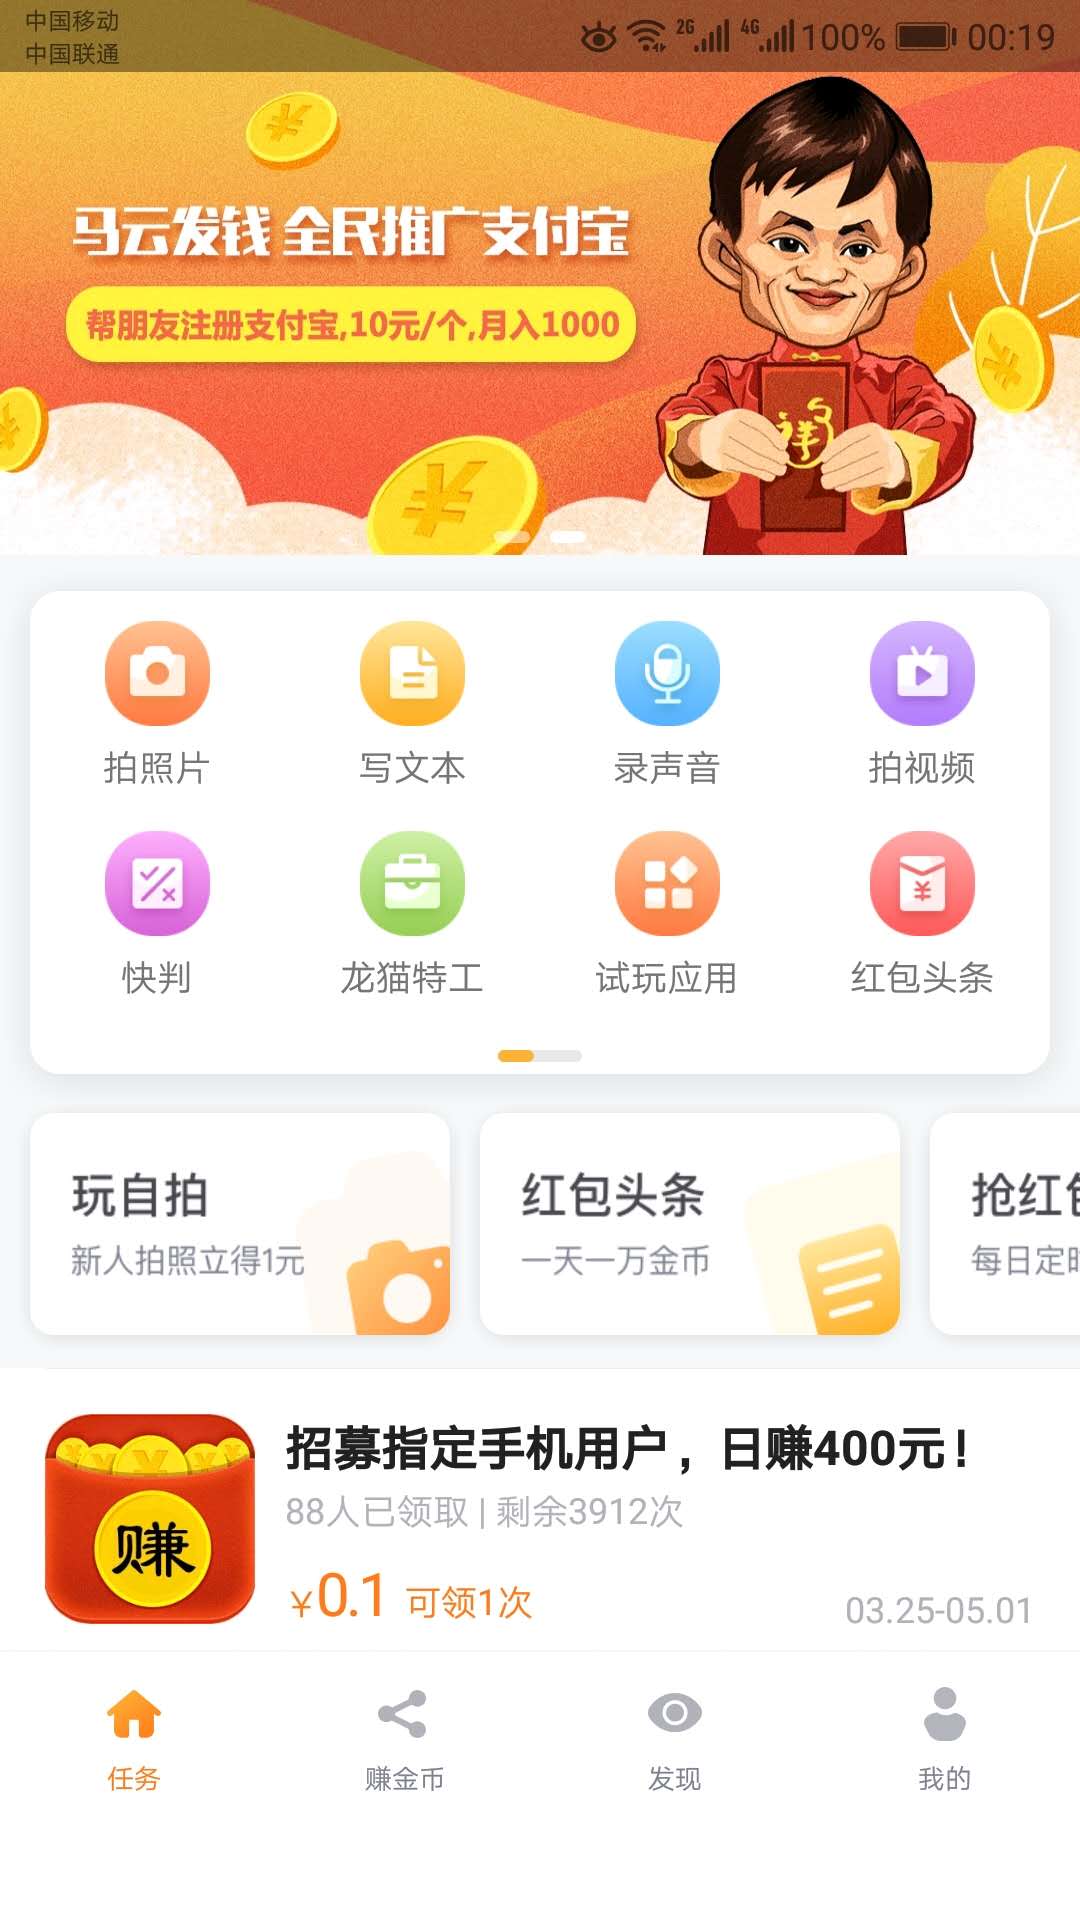 中国移动
中国联通
2G 4G 100% 00:19
马云发钱 全民推广支付宝
帮朋友注册支付宝,10元/个,月入1000
祥
拍照片 写文本 录声音 拍视频
快判 龙猫特工 试玩应用 红包头条
玩自拍 红包头条 抢红包
新人拍照立得1元 一天一万金币 每日定时
赚
招募指定手机用户，日赚400元！
88人已领取 | 剩余3912次
¥0.1 可领1次
03.25-05.01
任务 赚金币 发现 我的